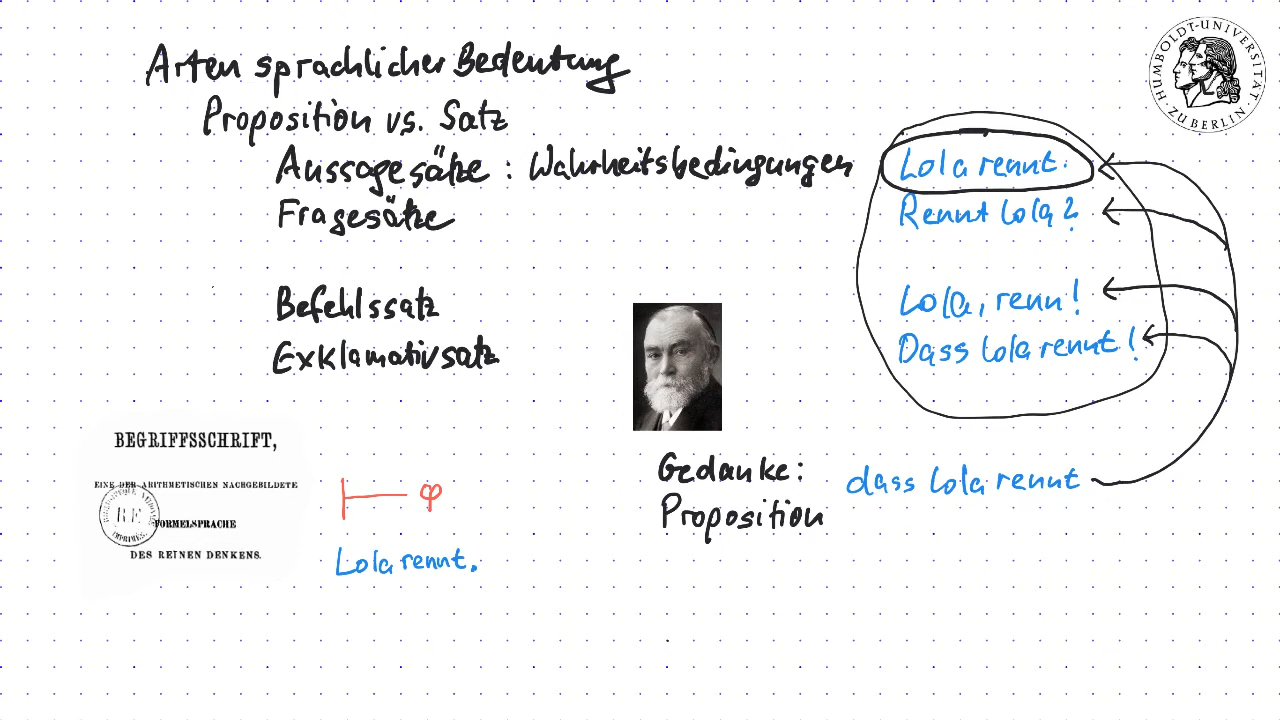 Arten sprachlicher Bedeutung
Proposition vs. Satz
Aussagesätze : Wahrheitsbedingungen
Lola rennt.
Fragesätze
Rennt Lola?
Befehlssatz
Lola, renn!
Exklamativsatz
Dass Lola rennt!
HUMBOLDT-UNIVERSITÄT ZU BERLIN
BEGRIFFSSCHRIFT,
EINE DER ARITHMETISCHEN NACHGEBILDETE
FORMELSPRACHE
DES REINEN DENKENS.
φ
Lola rennt.
Gedanke:
dass Lola rennt
Proposition